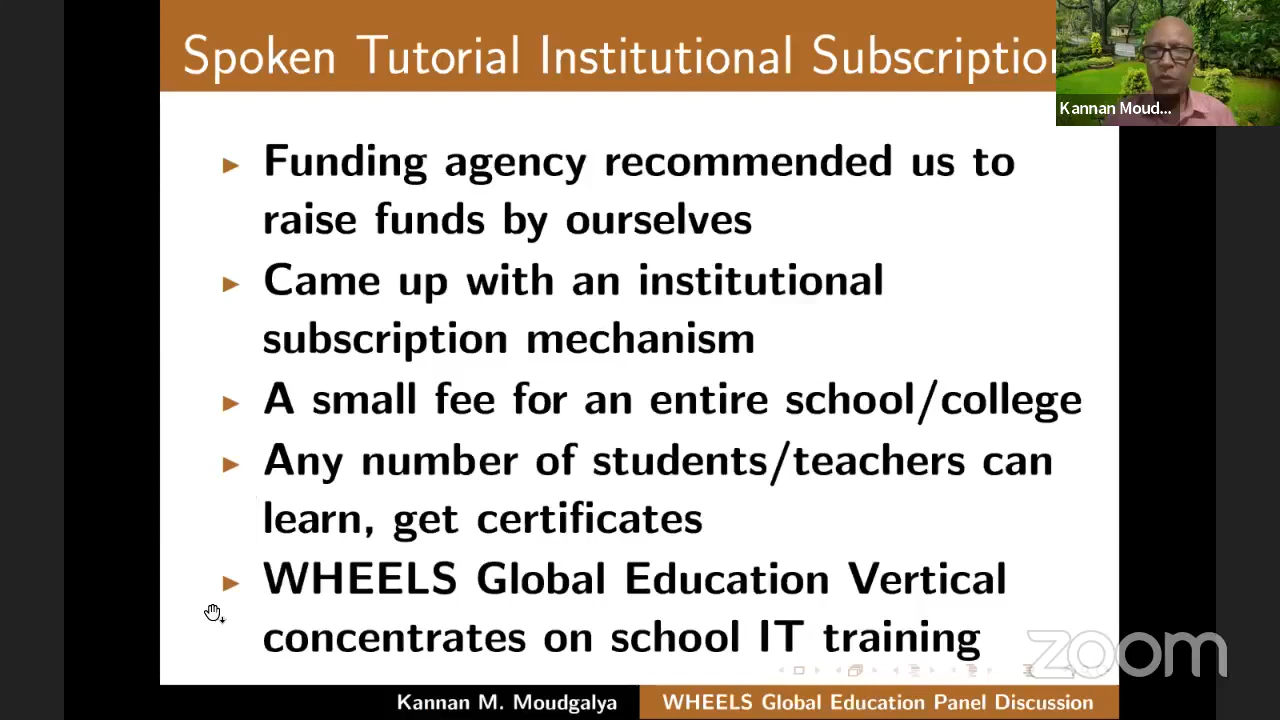 Spoken Tutorial Institutional Subscription
Kannan Moud...
Funding agency recommended us to
raise funds by ourselves
Came up with an institutional
subscription mechanism
A small fee for an entire school/college
Any number of students/teachers can
learn, get certificates
WHEELS Global Education Vertical
concentrates on school IT training
zoom
Kannan M. Moudgalya
WHEELS Global Education Panel Discussion